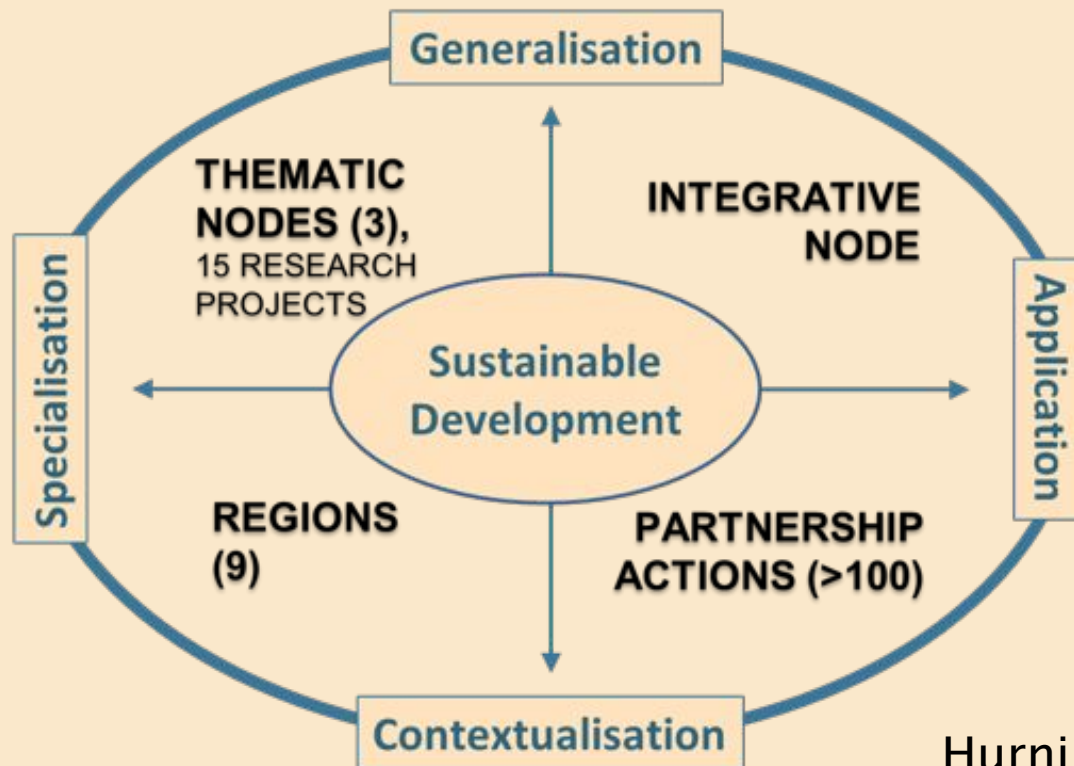 Generalisation
THEMATIC
NODES (3),
15 RESEARCH
PROJECTS
INTEGRATIVE
NODE
Specialisation
Sustainable
Development
Application
REGIONS
(9)
PARTNERSHIP
ACTIONS (>100)
Contextualisation
Hurni